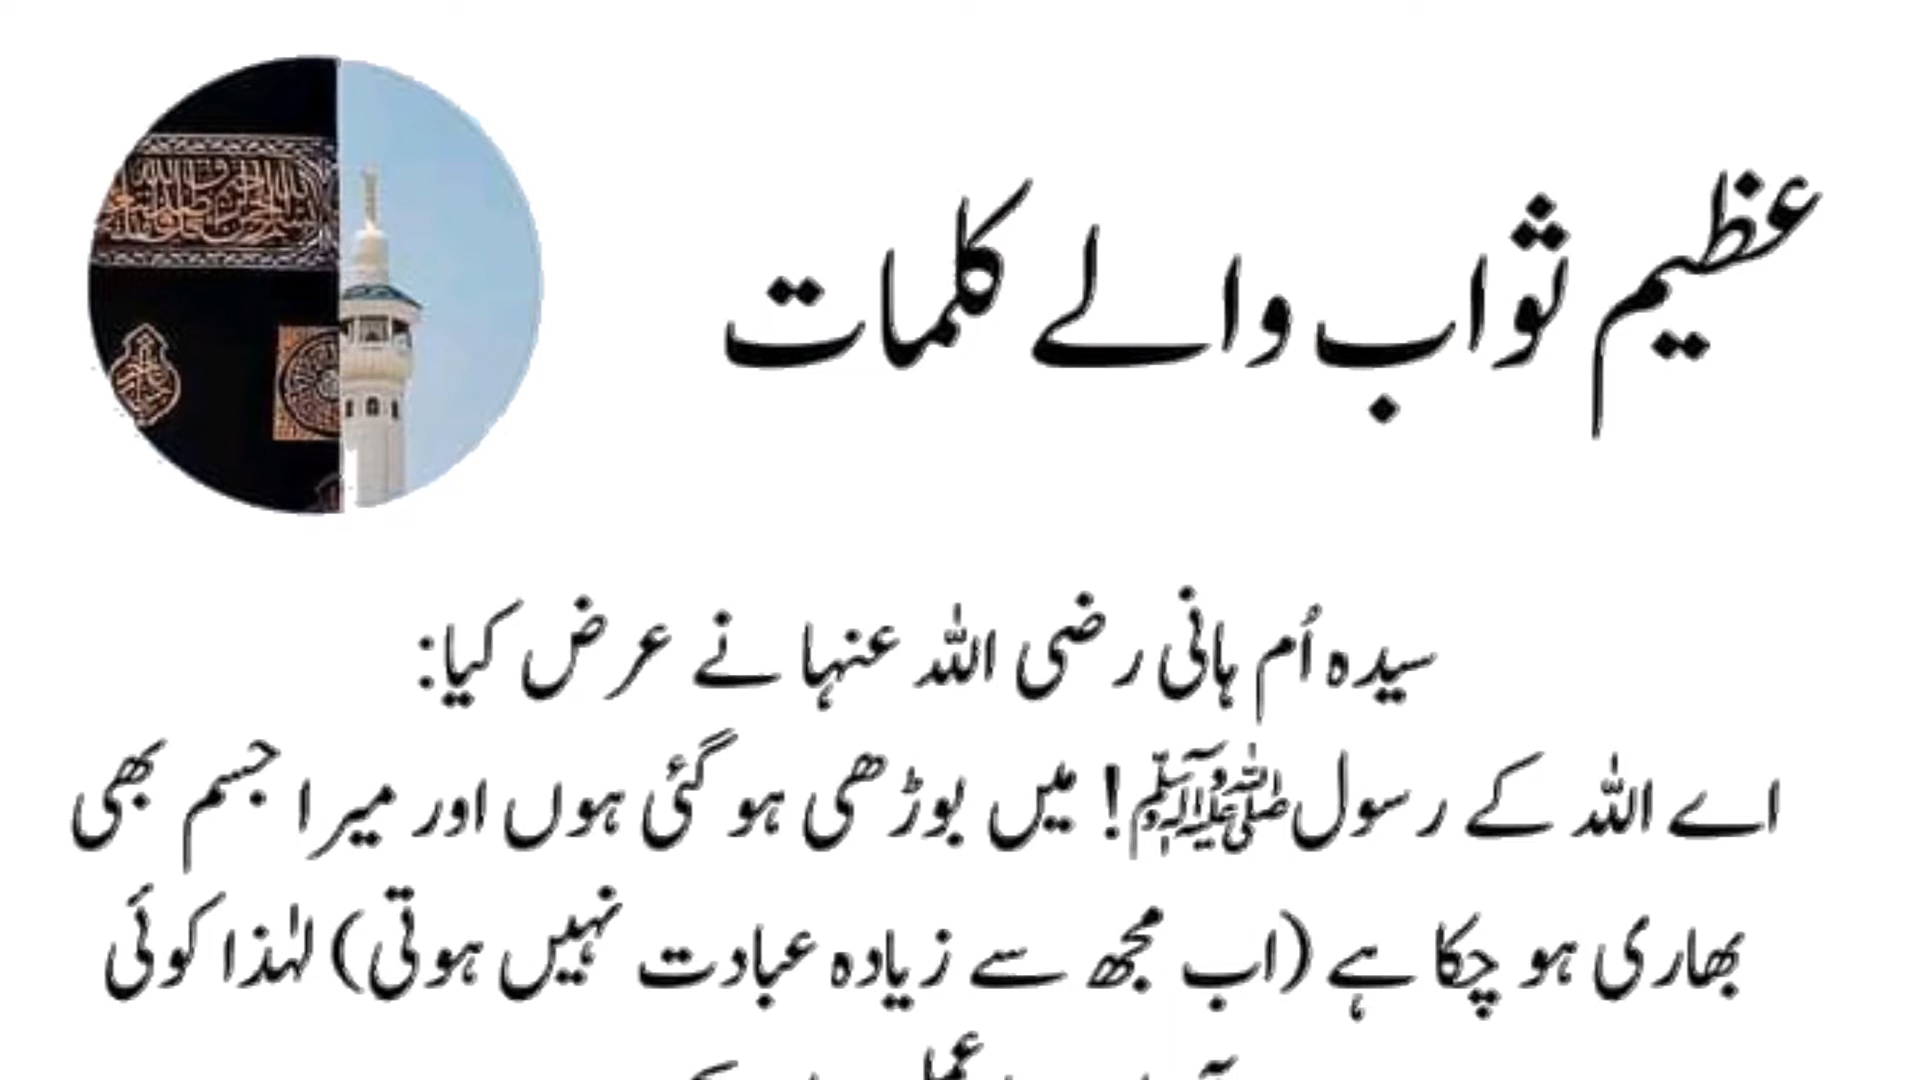 عظیم ثواب والے کلمات
سیدہ اُم ہانی رضی اللہ عنہا نے عرض کیا:
اے اللہ کے رسول ﷺ! میں بوڑھی ہو گئی ہوں اور میرا جسم بھی
بھاری ہو چکا ہے (اب مجھ سے زیادہ عبادت نہیں ہوتی) لہٰذا کوئی
عمل